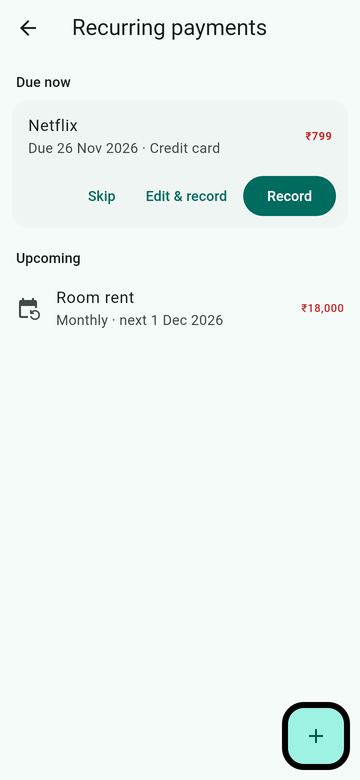 Recurring payments
Due now
Netflix
Due 26 Nov 2026 · Credit card
₹799
Skip
Edit & record
Record
Upcoming
Room rent
Monthly · next 1 Dec 2026
₹18,000
+